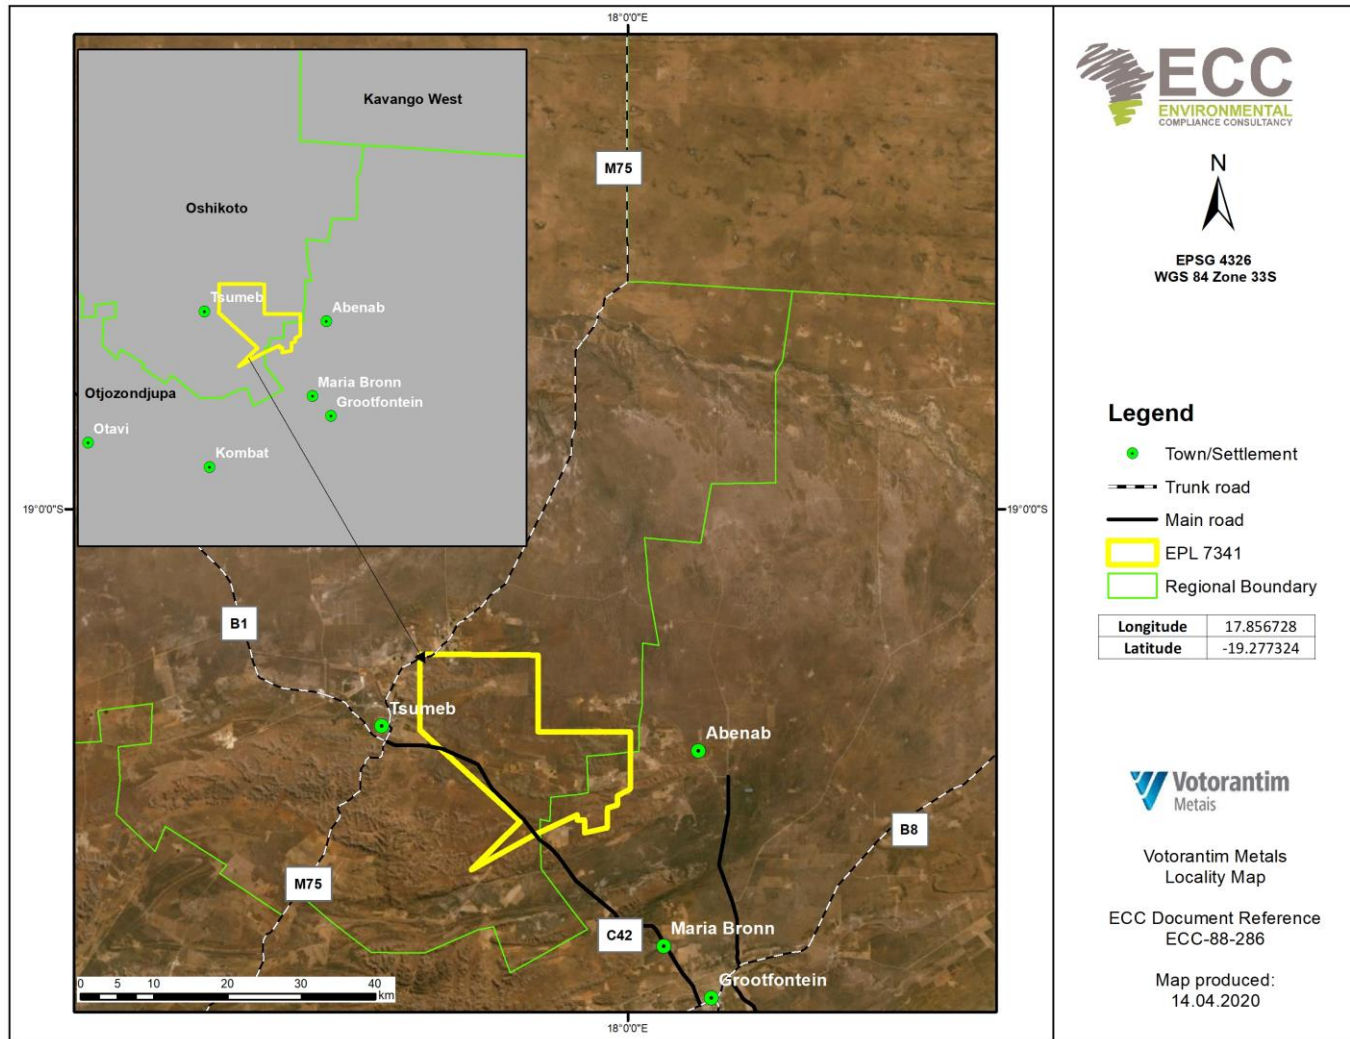 18°0'0"E
Kavango West
Oshikoto
Tsumeb
Abenab
Maria Bronn
Grootfontein
Otjozondjupa
Otavi
Kombat
M75
19°0'0"S
19°0'0"S
B1
Tsumeb
Abenab
B8
M75
C42
Maria Bronn
Grootfontein
0 5 10 20 30 40
km
18°0'0"E
ECC
ENVIRONMENTAL
COMPLIANCE CONSULTANCY
N
EPSG 4326
WGS 84 Zone 33S
Legend
Town/Settlement
Trunk road
Main road
EPL 7341
Regional Boundary
Longitude 17.856728
Latitude -19.277324
Votorantim
Metais
Votorantim Metals
Locality Map
ECC Document Reference
ECC-88-286
Map produced:
14.04.2020